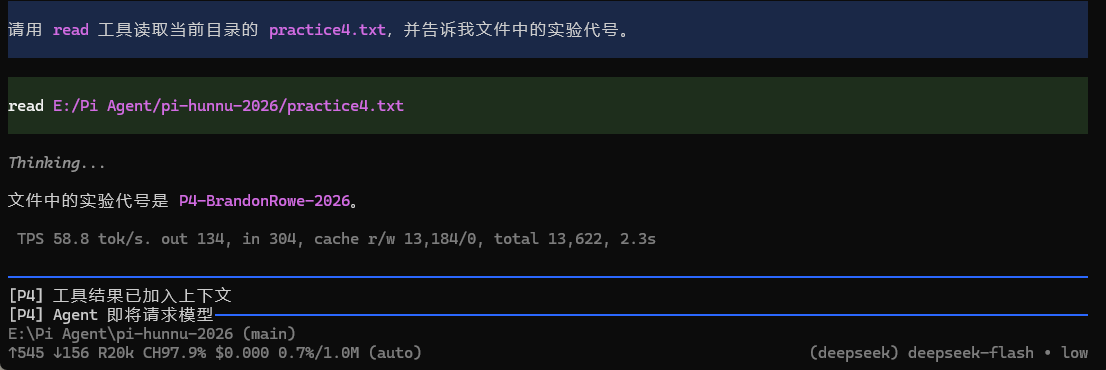 请用 read 工具读取当前目录的 practice4.txt，并告诉我文件中的实验代号。
read E:/Pi Agent/pi-hunnu-2026/practice4.txt
Thinking...
文件中的实验代号是 P4-BrandonRowe-2026。
TPS 58.8 tok/s. out 134, in 304, cache r/w 13,184/0, total 13,622, 2.3s
[P4] 工具结果已加入上下文
[P4] Agent 即将请求模型
E:\Pi Agent\pi-hunnu-2026 (main)
↑545 ↓156 R20k CH97.9% $0.000 0.7%/1.0M (auto) (deepseek) deepseek-flash • low